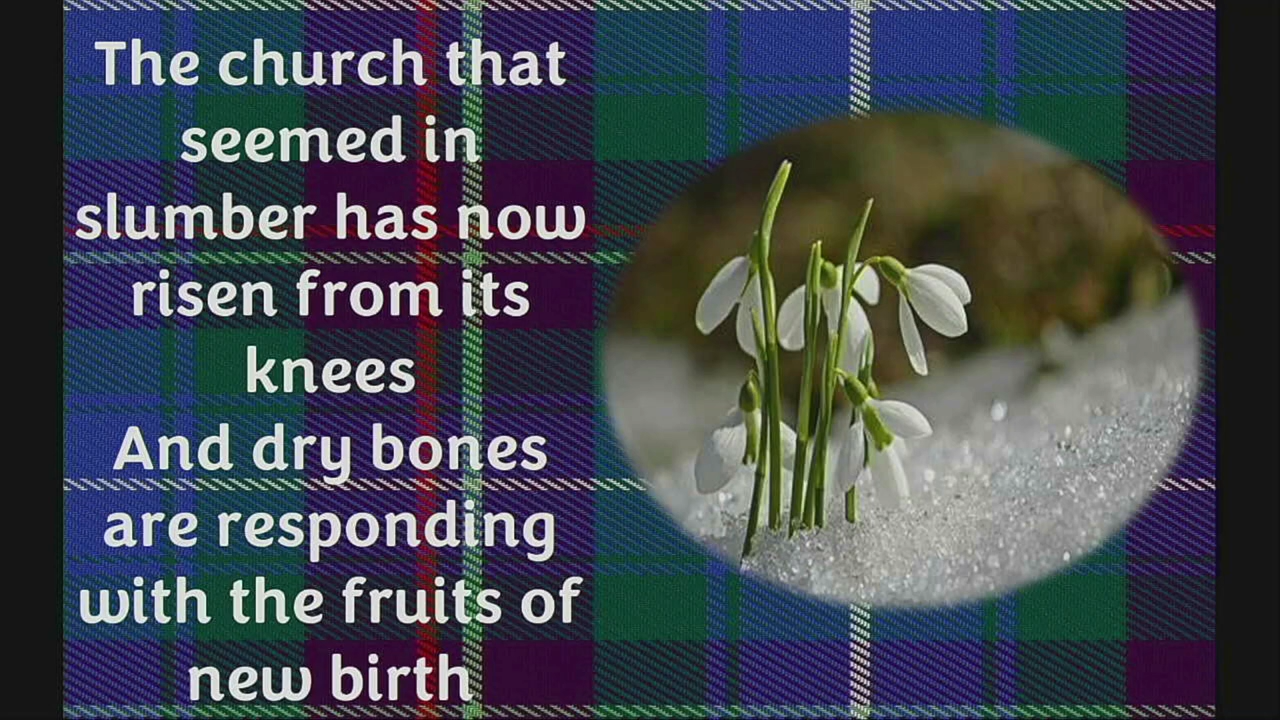 The church that
seemed in
slumber has now
risen from its
knees
And dry bones
are responding
with the fruits of
new birth